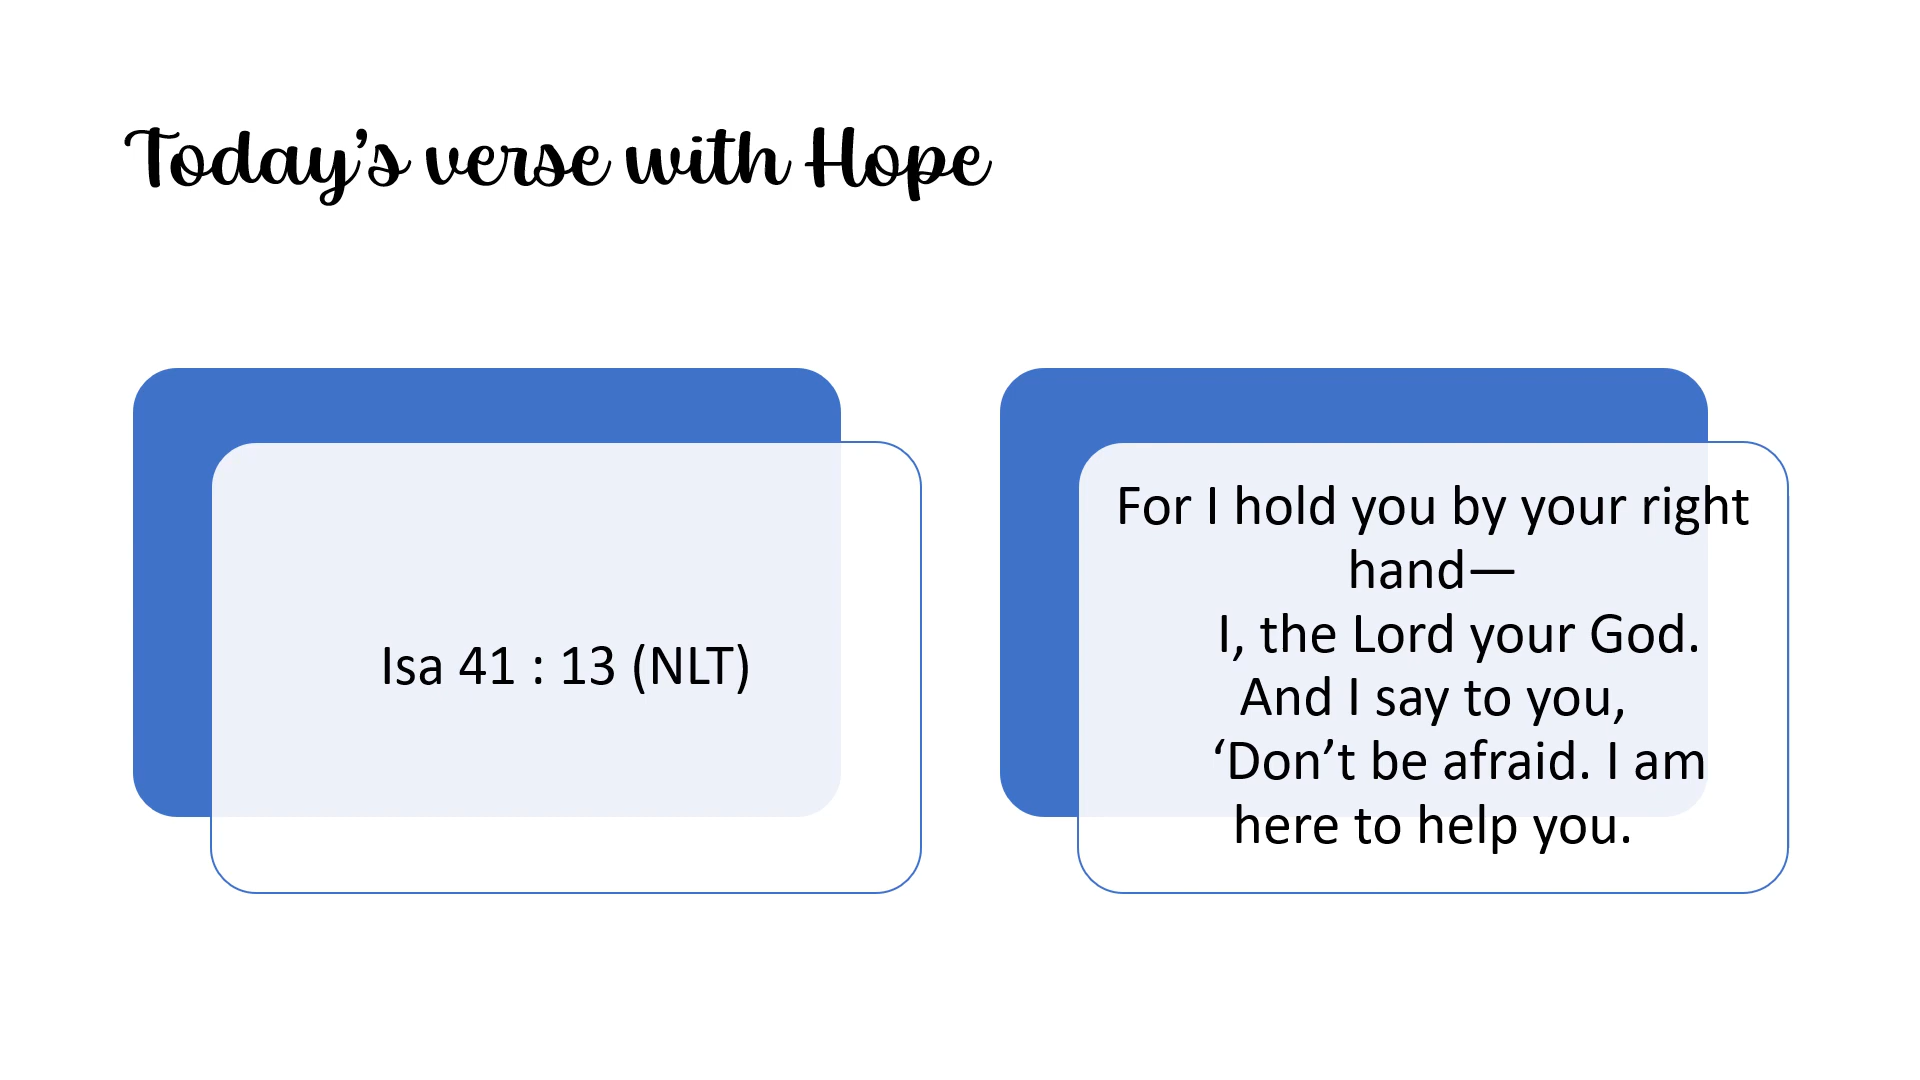 Today’s verse with Hope
Isa 41 : 13 (NLT)
For I hold you by your right
hand—
I, the Lord your God.
And I say to you,
‘Don’t be afraid. I am
here to help you.